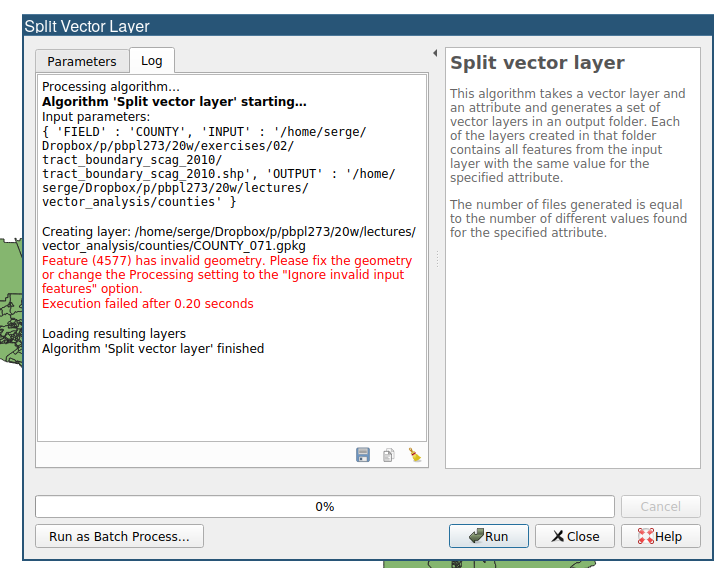 Split Vector Layer
Parameters
Log
Processing algorithm…
Algorithm 'Split vector layer' starting…
Input parameters:
{ 'FIELD' : 'COUNTY', 'INPUT' : '/home/serge/
Dropbox/p/pbpl273/20w/exercises/02/
tract_boundary_scag_2010/
tract_boundary_scag_2010.shp', 'OUTPUT' : '/home/
serge/Dropbox/p/pbpl273/20w/lectures/
vector_analysis/counties' }
Creating layer: /home/serge/Dropbox/p/pbpl273/20w/lectures/
vector_analysis/counties/COUNTY_071.gpkg
Feature (4577) has invalid geometry. Please fix the geometry
or change the Processing setting to the "Ignore invalid input
features" option.
Execution failed after 0.20 seconds
Loading resulting layers
Algorithm 'Split vector layer' finished
Split vector layer
This algorithm takes a vector layer and
an attribute and generates a set of
vector layers in an output folder. Each
of the layers created in that folder
contains all features from the input
layer with the same value for the
specified attribute.
The number of files generated is equal
to the number of different values found
for the specified attribute.
0%
Cancel
Run as Batch Process…
Run
Close
Help